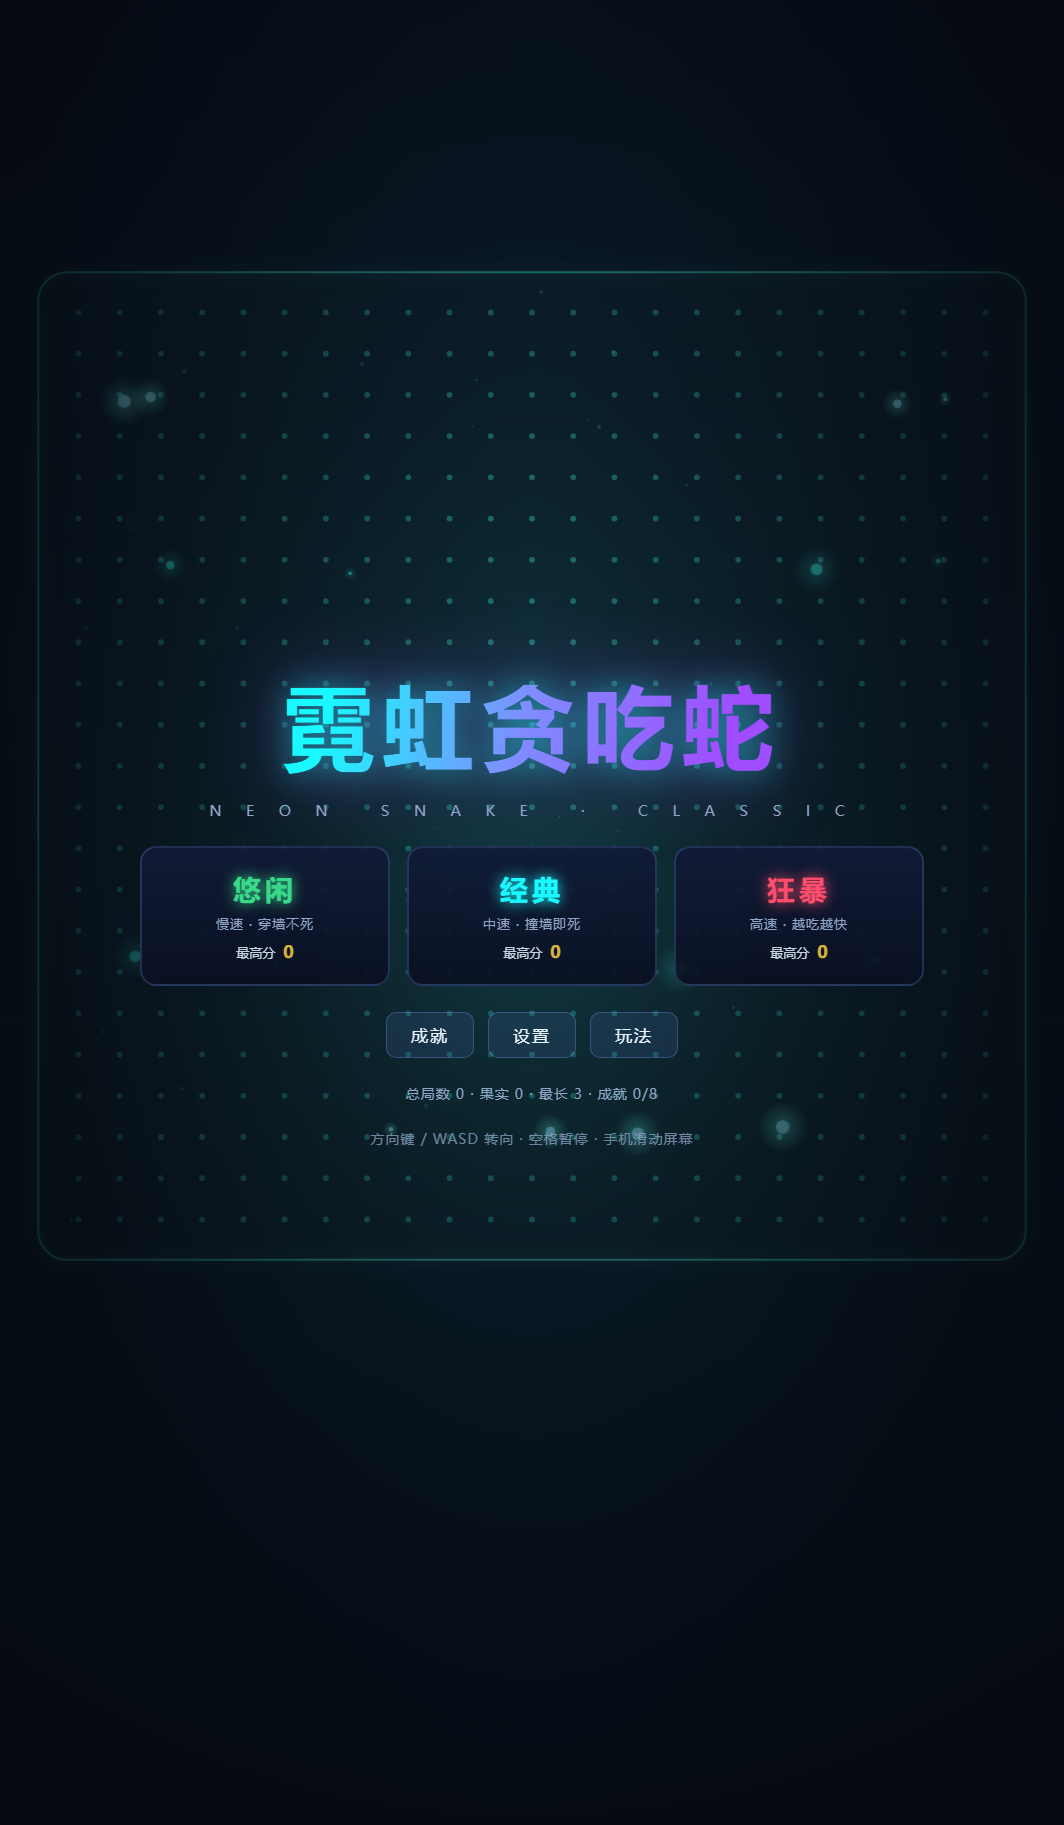 霓虹贪吃蛇
NEON SNAKE · CLASSIC
悠闲
慢速 · 穿墙不死
最高分 0
经典
中速 · 撞墙即死
最高分 0
狂暴
高速 · 越吃越快
最高分 0
成就
设置
玩法
总局数 0 · 果实 0 · 最长 3 · 成就 0/8
方向键 / WASD 转向 · 空格暂停 · 手机滑动屏幕